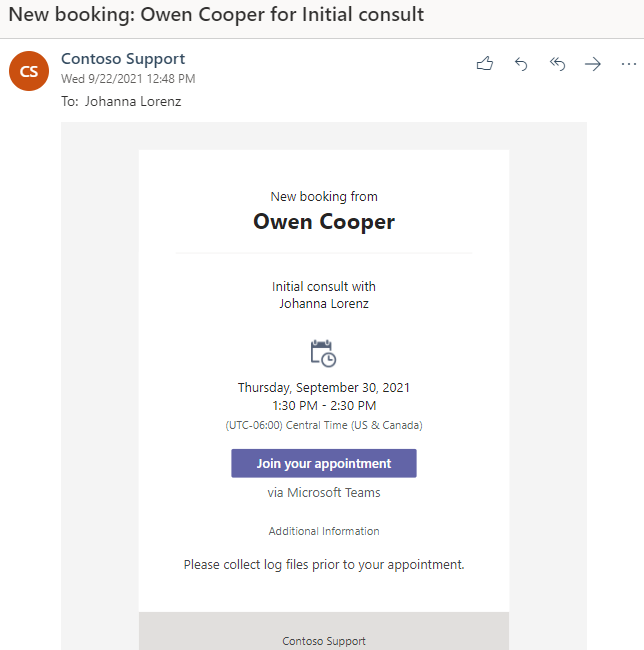 New booking: Owen Cooper for Initial consult
CS
Contoso Support
Wed 9/22/2021 12:48 PM
To: Johanna Lorenz
New booking from
Owen Cooper
Initial consult with
Johanna Lorenz
Thursday, September 30, 2021
1:30 PM - 2:30 PM
(UTC-06:00) Central Time (US & Canada)
Join your appointment
via Microsoft Teams
Additional Information
Please collect log files prior to your appointment.
Contoso Support